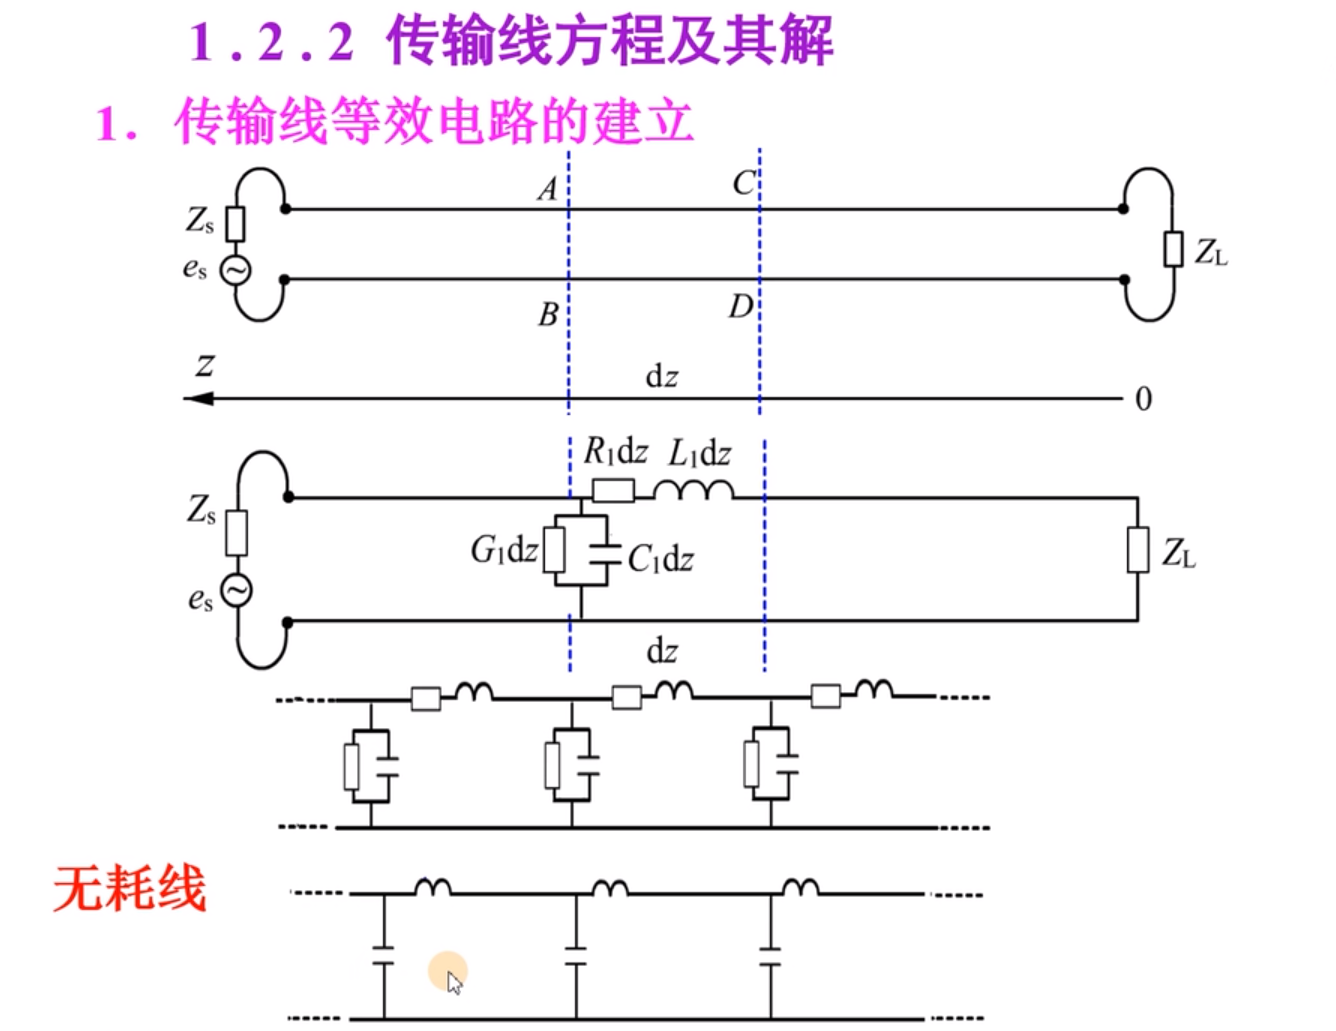 1.2.2 传输线方程及其解
1. 传输线等效电路的建立
A
C
Zs
es
ZL
B
D
z
dz
0
R1dz L1dz
Zs
G1dz
C1dz
ZL
es
dz
无耗线